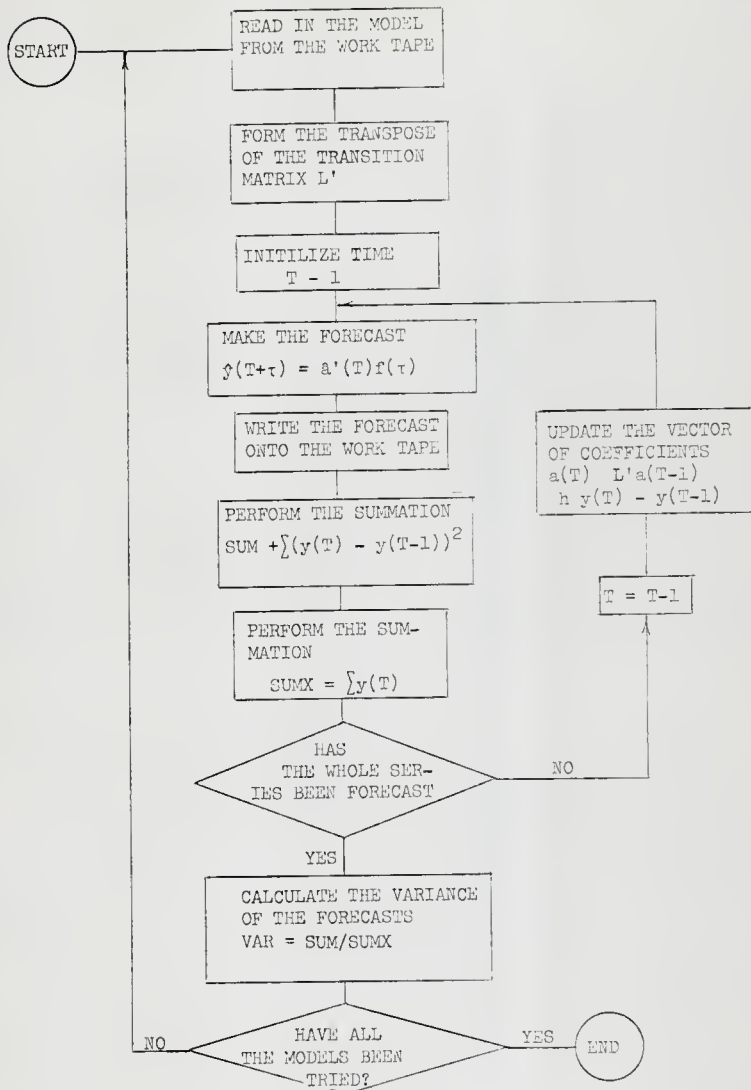 START
READ IN THE MODEL
FROM THE WORK TAPE
FORM THE TRANSPOSE
OF THE TRANSITION
MATRIX L'
INITILIZE TIME
T - 1
MAKE THE FORECAST
ŷ(T+τ) = a'(T)f(τ)
WRITE THE FORECAST
ONTO THE WORK TAPE
PERFORM THE SUMMATION
SUM +∑(y(T) - y(T-1))²
PERFORM THE SUM-
MATION
SUMX = ∑y(T)
HAS
THE WHOLE SER-
IES BEEN FORECAST
NO
T = T-1
UPDATE THE VECTOR
OF COEFFICIENTS
a(T) L'a(T-1)
h y(T) - y(T-1)
YES
CALCULATE THE VARIANCE
OF THE FORECASTS
VAR = SUM/SUMX
HAVE ALL
THE MODELS BEEN
TRIED?
NO
YES
END